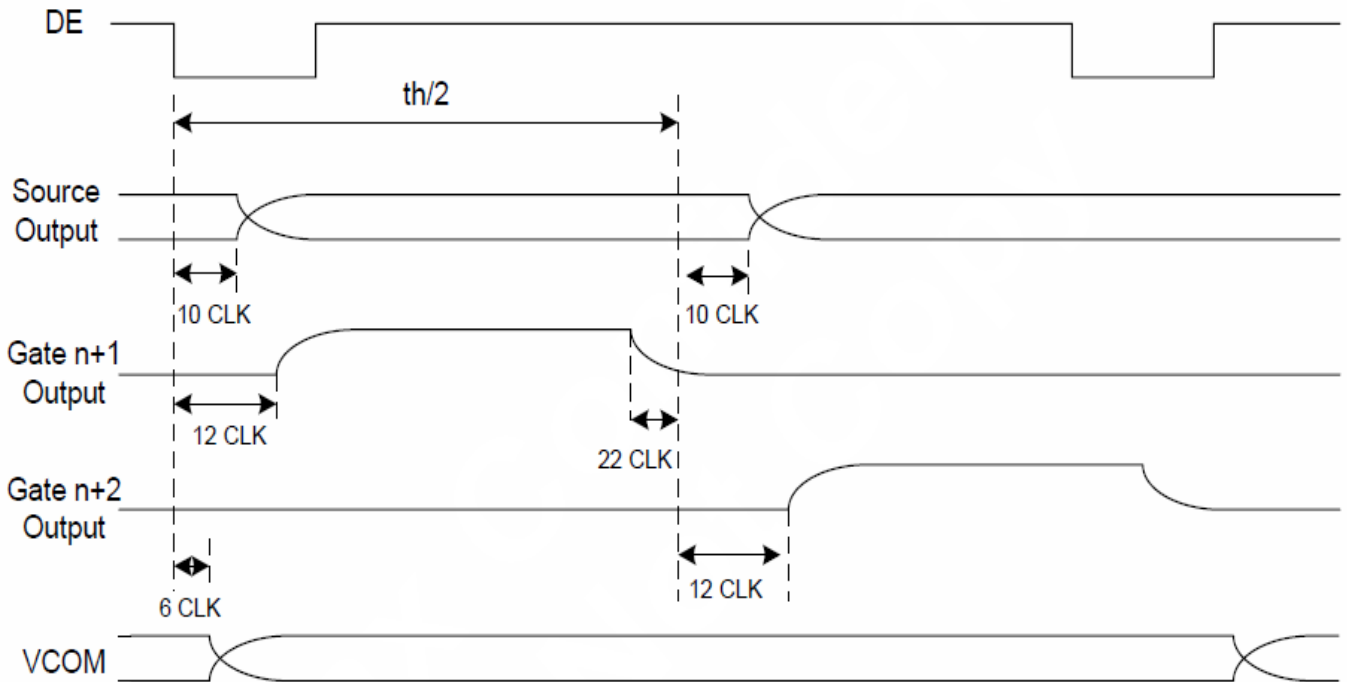 DE
th/2
Source
Output
10 CLK
10 CLK
Gate n+1
Output
12 CLK
22 CLK
Gate n+2
Output
12 CLK
6 CLK
VCOM